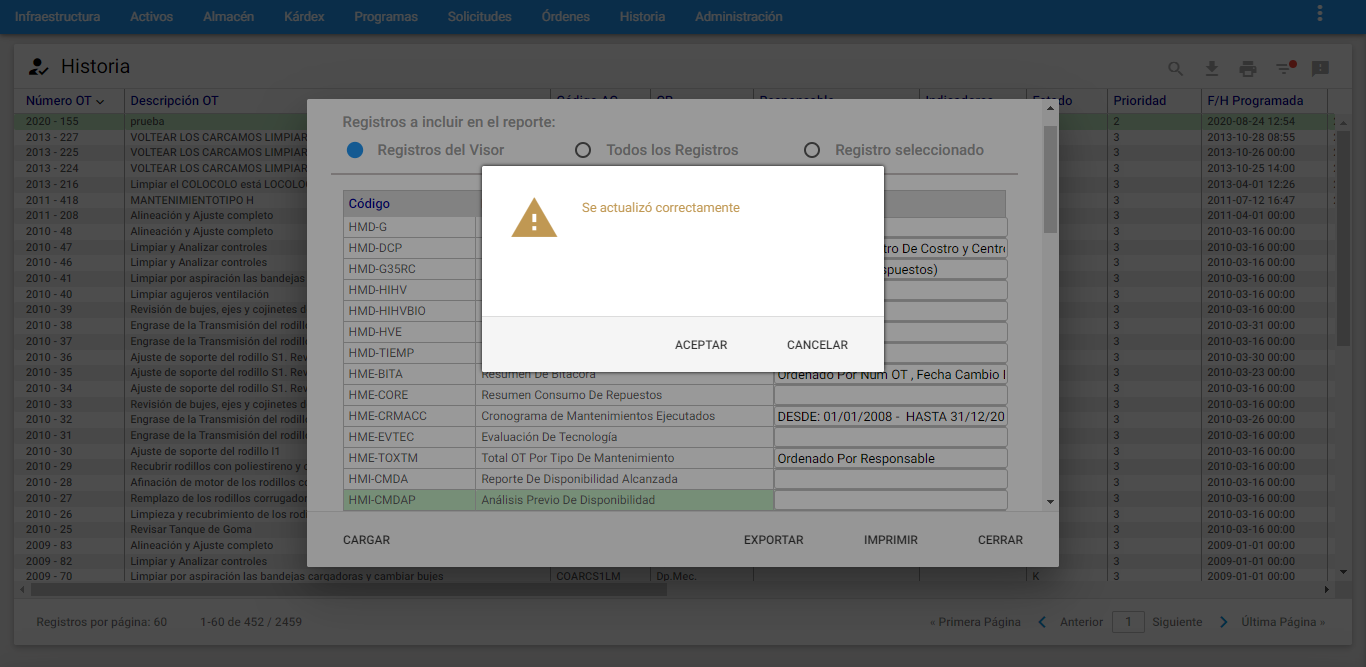 Infraestructura Activos Almacén Kárdex Programas Solicitudes Órdenes Historia Administración
Historia
Número OT Descripción OT Prioridad F/H Programada
Registros a incluir en el reporte:
Registros del Visor Todos los Registros Registro seleccionado
Código
HMD-G
HMD-DCP tro De Costro y Centro
HMD-G35RC spuestos)
HMD-HIHV
HMD-HIHVBIO
HMD-HVE
HMD-TIEMP
HME-BITA Resumen De Bitácora Ordenado Por Num OT , Fecha Cambio
HME-CORE Resumen Consumo De Repuestos
HME-CRMACC Cronograma de Mantenimientos Ejecutados DESDE: 01/01/2008 - HASTA 31/12/20
HME-EVTEC Evaluación De Tecnología
HME-TOXTM Total OT Por Tipo De Mantenimiento Ordenado Por Responsable
HMI-CMDA Reporte De Disponibilidad Alcanzada
HMI-CMDAP Análisis Previo De Disponibilidad
CARGAR EXPORTAR IMPRIMIR CERRAR
Se actualizó correctamente
ACEPTAR CANCELAR
2020 - 155 prueba 2 2020-08-24 12:54
2013 - 227 VOLTEAR LOS CARCAMOS LIMPIAR 3 2013-10-28 08:55
2013 - 225 VOLTEAR LOS CARCAMOS LIMPIAR 3 2013-10-26 00:00
2013 - 224 VOLTEAR LOS CARCAMOS LIMPIAR 3 2013-10-25 14:00
2013 - 216 Limpiar el COLOCOLO está LOCOLO 3 2013-04-01 12:26
2011 - 418 MANTENIMIENTOTIPO H 3 2011-07-12 16:47
2011 - 208 Alineación y Ajuste completo 3 2011-04-01 00:00
2010 - 48 Alineación y Ajuste completo 3 2010-03-16 00:00
2010 - 47 Limpiar y Analizar controles 3 2010-03-16 00:00
2010 - 46 Limpiar y Analizar controles 3 2010-03-16 00:00
2010 - 41 Limpiar por aspiración las bandejas 3 2010-03-16 00:00
2010 - 40 Limpiar agujeros ventilación 3 2010-03-16 00:00
2010 - 39 Revisión de bujes, ejes y cojinetes d 3 2010-03-16 00:00
2010 - 38 Engrase de la Transmisión del rodill 3 2010-03-31 00:00
2010 - 37 Engrase de la Transmisión del rodill 3 2010-03-16 00:00
2010 - 36 Ajuste de soporte del rodillo S1. Rev 3 2010-03-30 00:00
2010 - 35 Ajuste de soporte del rodillo S1. Rev 3 2010-03-23 00:00
2010 - 34 Ajuste de soporte del rodillo S1. Rev 3 2010-03-16 00:00
2010 - 33 Revisión de bujes, ejes y cojinetes d 3 2010-03-16 00:00
2010 - 32 Engrase de la Transmisión del rodill 3 2010-03-26 00:00
2010 - 31 Engrase de la Transmisión del rodill 3 2010-03-16 00:00
2010 - 30 Ajuste de soporte del rodillo I1 3 2010-03-16 00:00
2010 - 29 Recubrir rodillos con poliestireno y 3 2010-03-16 00:00
2010 - 28 Afinación de motor de los rodillos 3 2010-03-16 00:00
2010 - 27 Remplazo de los rodillos corrugador 3 2010-03-16 00:00
2010 - 26 Limpieza y recubrimiento de los rod 3 2010-03-16 00:00
2010 - 25 Revisar Tanque de Goma 3 2010-03-16 00:00
2009 - 83 Alineación y Ajuste completo 3 2009-01-01 00:00
2009 - 82 Limpiar y Analizar controles 3 2009-01-01 00:00
2009 - 70 Limpiar por aspiración las bandejas cargadoras y cambiar bujes COARCS1LM Dp.Mec. K 3 2009-01-01 00:00
Registros por página: 60 1-60 de 452 / 2459 « Primera Página Anterior 1 Siguiente Última Página »